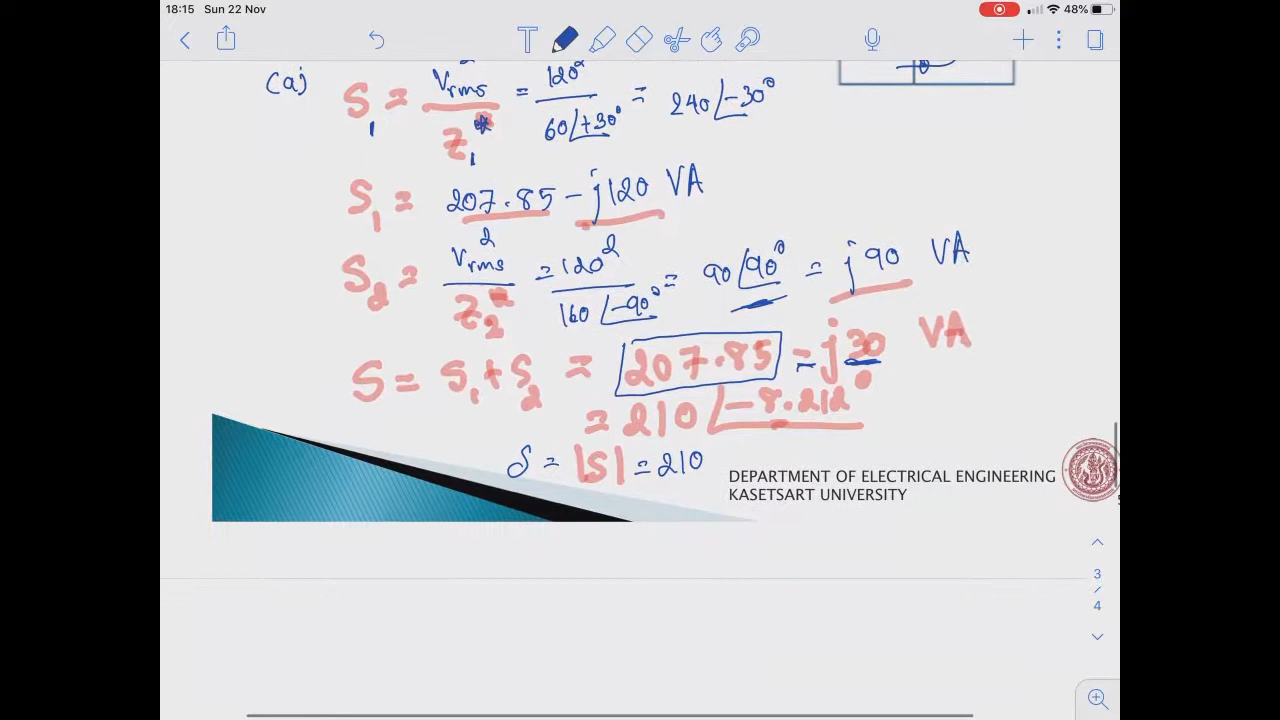 18:15 Sun 22 Nov 48%
(a) S₁ = Vrms² / Z₁* = 120² / 60∠+30° = 240∠−30°
S₁ = 207.85 − j120 VA
S₂ = Vrms² / Z₂* = 120² / 160∠−90° = 90∠90° = j90 VA
S = S₁ + S₂ = 207.85 − j30 VA
= 210∠−8.212°
S = |S| = 210
DEPARTMENT OF ELECTRICAL ENGINEERING
KASETSART UNIVERSITY
3
/
4